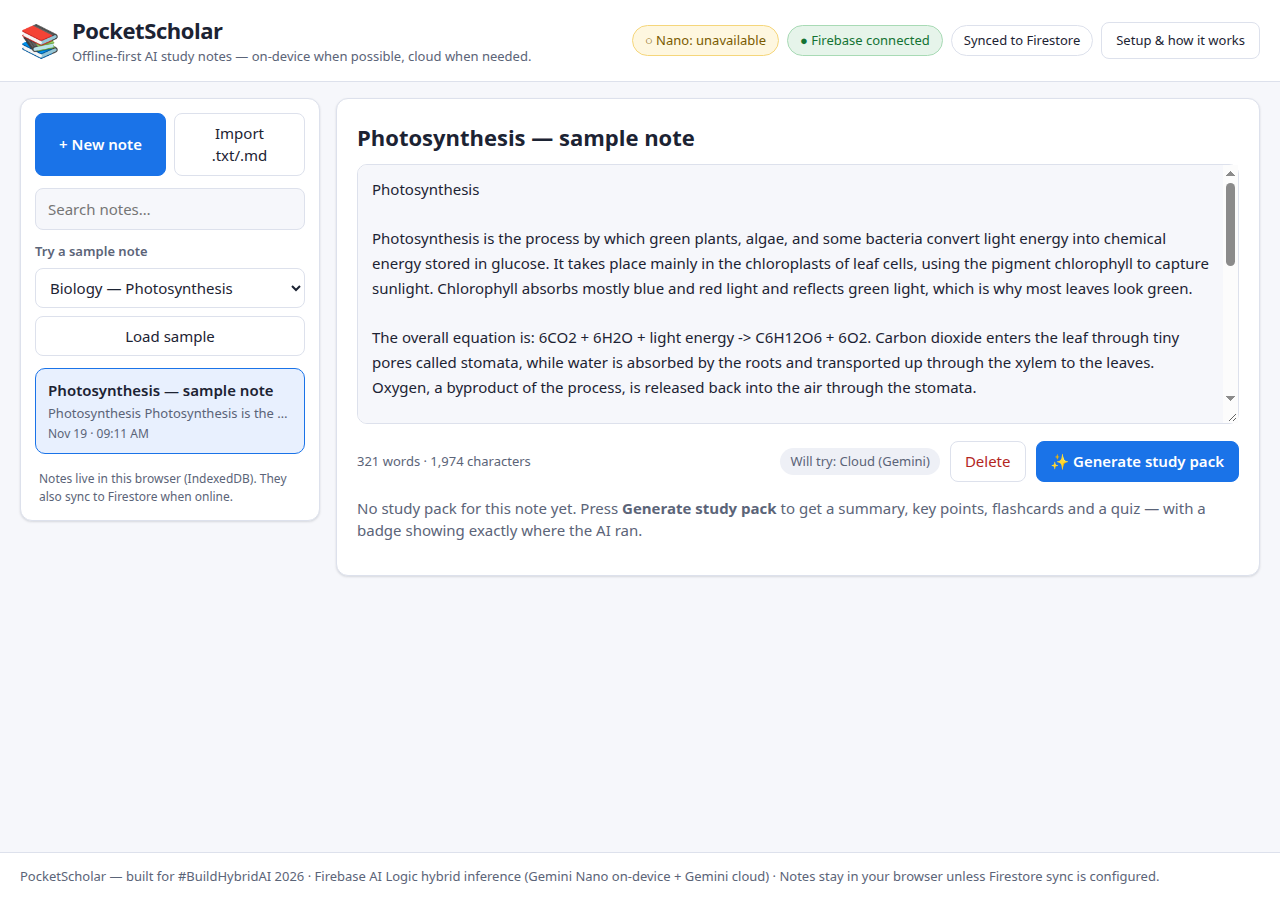 PocketScholar
Offline-first AI study notes — on-device when possible, cloud when needed.
○ Nano: unavailable
● Firebase connected
Synced to Firestore
Setup & how it works
+ New note
Import
.txt/.md
Search notes...
Try a sample note
Biology — Photosynthesis
Load sample
Photosynthesis — sample note
Photosynthesis Photosynthesis is the ...
Nov 19 · 09:11 AM
Notes live in this browser (IndexedDB). They
also sync to Firestore when online.
Photosynthesis — sample note
Photosynthesis
Photosynthesis is the process by which green plants, algae, and some bacteria convert light energy into chemical
energy stored in glucose. It takes place mainly in the chloroplasts of leaf cells, using the pigment chlorophyll to capture
sunlight. Chlorophyll absorbs mostly blue and red light and reflects green light, which is why most leaves look green.
The overall equation is: 6CO2 + 6H2O + light energy -> C6H12O6 + 6O2. Carbon dioxide enters the leaf through tiny
pores called stomata, while water is absorbed by the roots and transported up through the xylem to the leaves.
Oxygen, a byproduct of the process, is released back into the air through the stomata.
321 words · 1,974 characters
Will try: Cloud (Gemini)
Delete
✨ Generate study pack
No study pack for this note yet. Press Generate study pack to get a summary, key points, flashcards and a quiz — with a
badge showing exactly where the AI ran.
PocketScholar — built for #BuildHybridAI 2026 · Firebase AI Logic hybrid inference (Gemini Nano on-device + Gemini cloud) · Notes stay in your browser unless Firestore sync is configured.